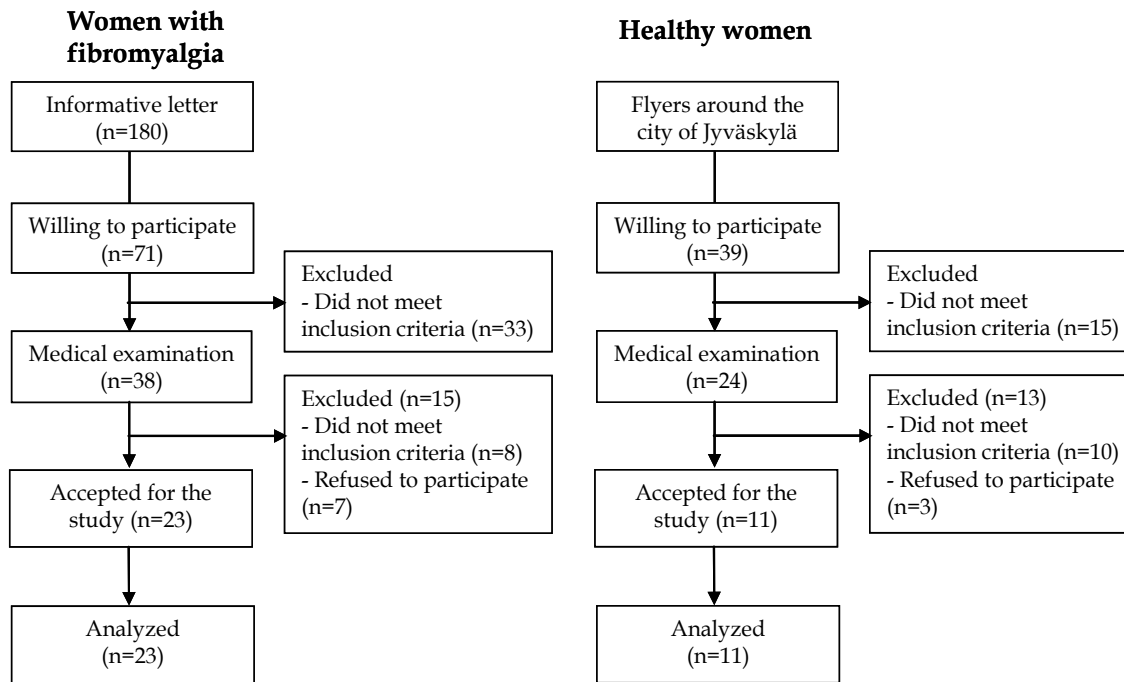 Women with
fibromyalgia
Informative letter
(n=180)
Willing to participate
(n=71)
Excluded
- Did not meet
inclusion criteria (n=33)
Medical examination
(n=38)
Excluded (n=15)
- Did not meet
inclusion criteria (n=8)
- Refused to participate
(n=7)
Accepted for the
study (n=23)
Analyzed
(n=23)
Healthy women
Flyers around the
city of Jyväskylä
Willing to participate
(n=39)
Excluded
- Did not meet
inclusion criteria (n=15)
Medical examination
(n=24)
Excluded (n=13)
- Did not meet
inclusion criteria (n=10)
- Refused to participate
(n=3)
Accepted for the
study (n=11)
Analyzed
(n=11)